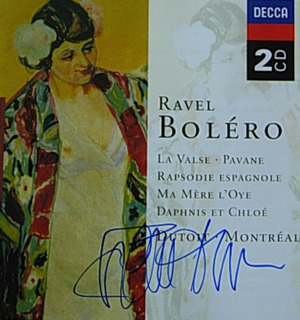 DECCA
2CD
RAVEL
BOLÉRO
LA VALSE · PAVANE
RAPSODIE ESPAGNOLE
MA MÈRE L'OYE
DAPHNIS ET CHLOÉ
DUTOIT · MONTRÉAL